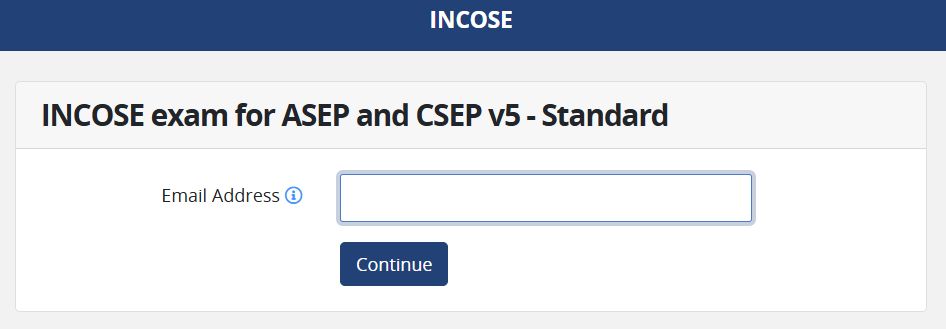 INCOSE
INCOSE exam for ASEP and CSEP v5 - Standard
Email Address
Continue